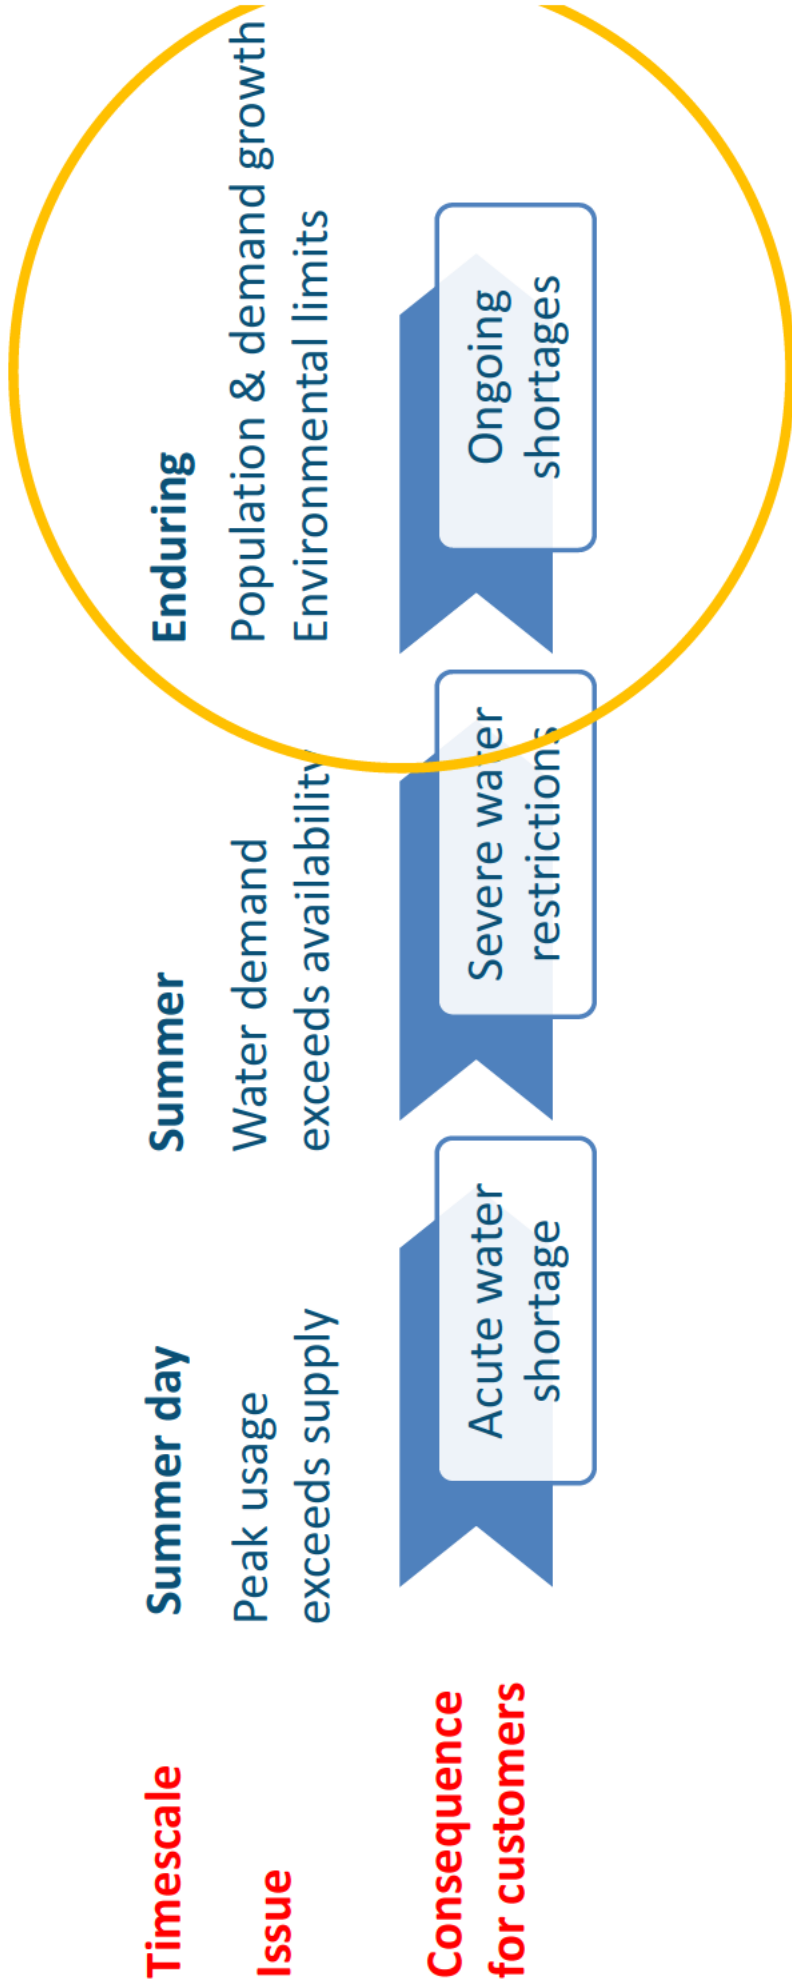 Timescale
Summer day
Summer
Enduring
Issue
Peak usage
exceeds supply
Water demand
exceeds availability
Population & demand growth
Environmental limits
Consequence
for customers
Acute water
shortage
Severe water
restrictions
Ongoing
shortages